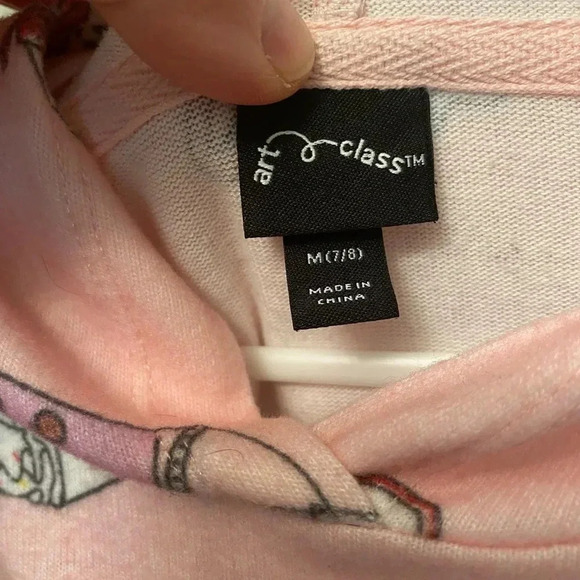 art class™
M (7/8)
MADE IN
CHINA